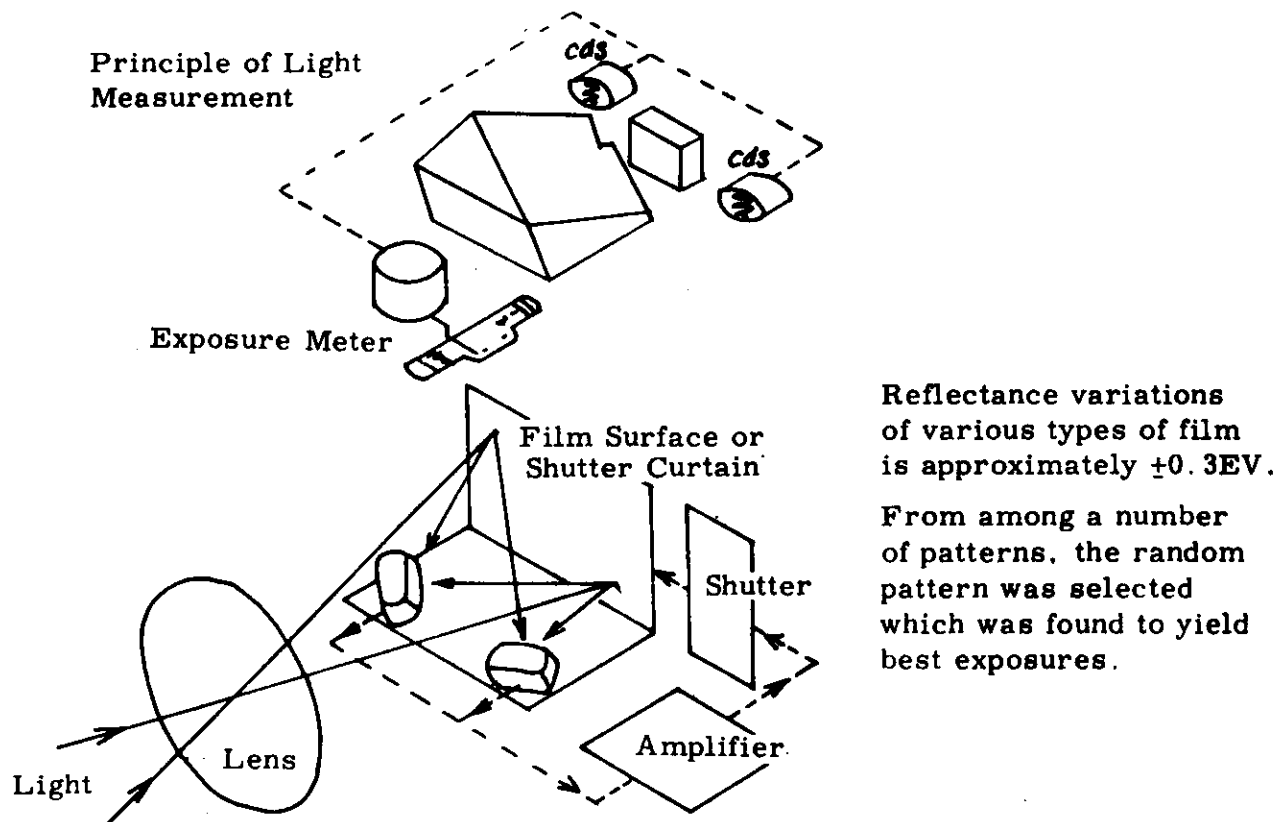 Principle of Light
Measurement
cds
cds
Exposure Meter
Film Surface or
Shutter Curtain
Reflectance variations
of various types of film
is approximately ±0.3EV.
From among a number
of patterns, the random
pattern was selected
which was found to yield
best exposures.
Shutter
Amplifier
Lens
Light